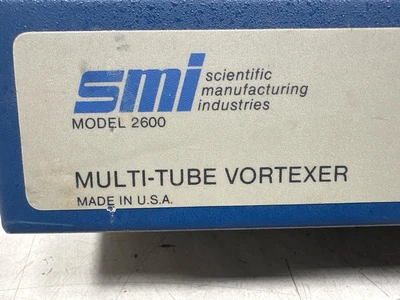 smi
scientific
manufacturing
industries
MODEL 2600
MULTI-TUBE VORTEXER
MADE IN U.S.A.